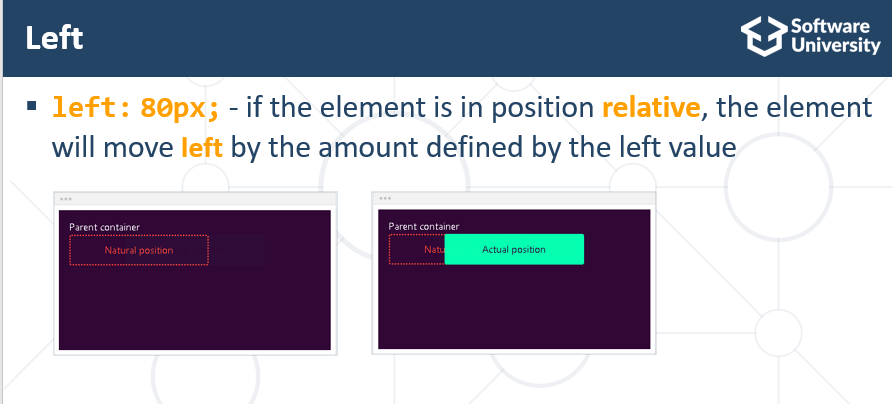 Left
Software
University
left: 80px; - if the element is in position relative, the element
will move left by the amount defined by the left value
Parent container
Natural position
Parent container
Natu
Actual position